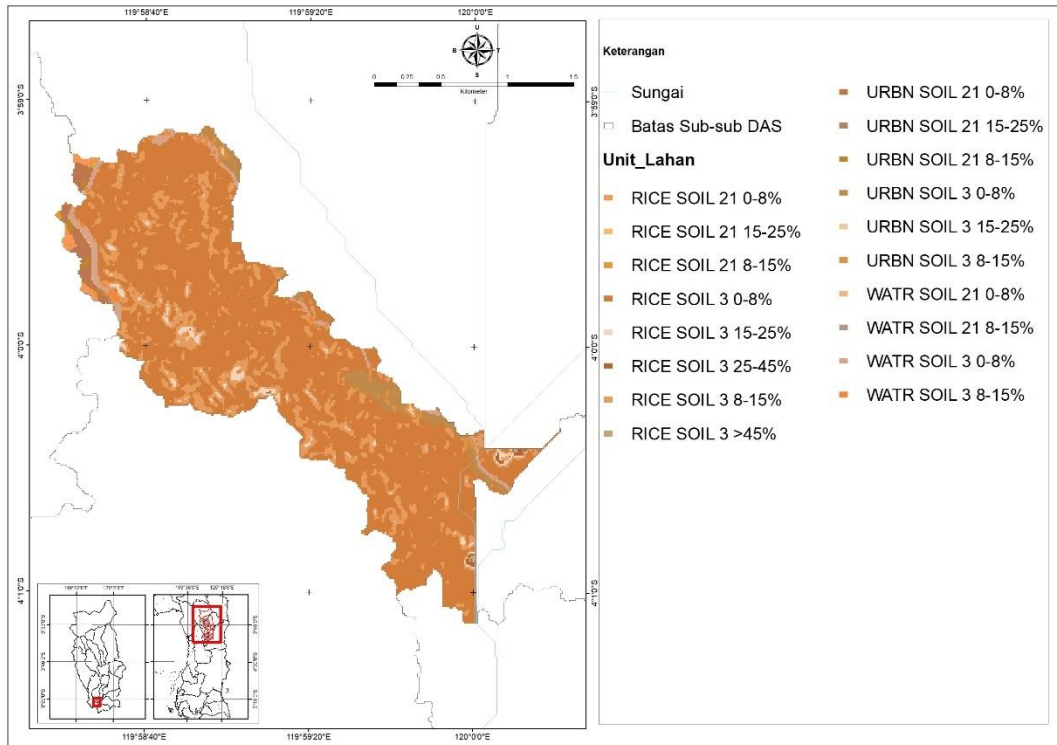 119°58'40"E 119°59'20"E 120°0'0"E
U
B T
S
0 0.25 0.5 1 1.5
Kilometer
3°59'0"S 3°59'0"S
4°0'0"S 4°0'0"S
4°1'0"S 4°1'0"S
119°58'40"E 119°59'20"E 120°0'0"E
Keterangan
Sungai
Batas Sub-sub DAS
Unit_Lahan
RICE SOIL 21 0-8%
RICE SOIL 21 15-25%
RICE SOIL 21 8-15%
RICE SOIL 3 0-8%
RICE SOIL 3 15-25%
RICE SOIL 3 25-45%
RICE SOIL 3 8-15%
RICE SOIL 3 >45%
URBN SOIL 21 0-8%
URBN SOIL 21 15-25%
URBN SOIL 21 8-15%
URBN SOIL 3 0-8%
URBN SOIL 3 15-25%
URBN SOIL 3 8-15%
WATR SOIL 21 0-8%
WATR SOIL 21 8-15%
WATR SOIL 3 0-8%
WATR SOIL 3 8-15%